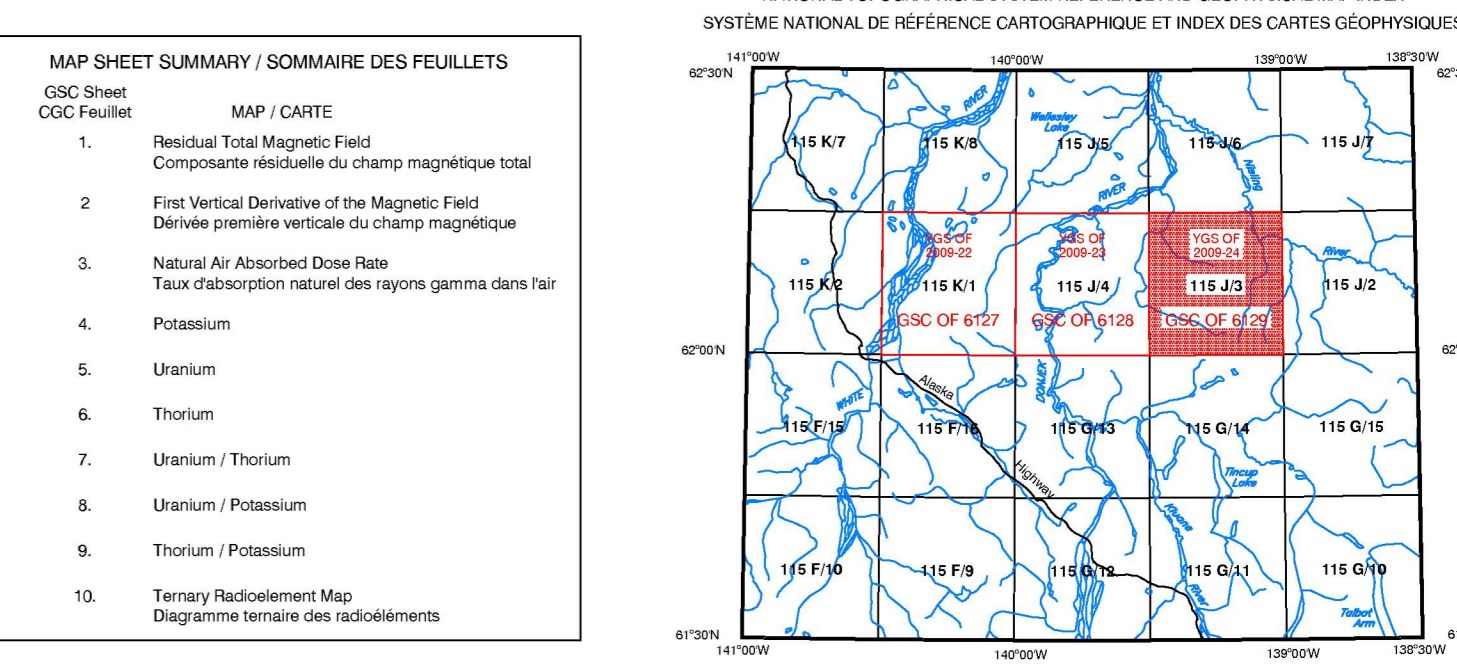 MAP SHEET SUMMARY / SOMMAIRE DES FEUILLETS
GSC Sheet
CGC Feuillet
MAP / CARTE
1. Residual Total Magnetic Field
Composante résiduelle du champ magnétique total
2 First Vertical Derivative of the Magnetic Field
Dérivée première verticale du champ magnétique
3. Natural Air Absorbed Dose Rate
Taux d'absorption naturel des rayons gamma dans l'air
4. Potassium
5. Uranium
6. Thorium
7. Uranium / Thorium
8. Uranium / Potassium
9. Thorium / Potassium
10. Ternary Radioelement Map
Diagramme ternaire des radioéléments
SYSTÈME NATIONAL DE RÉFÉRENCE CARTOGRAPHIQUE ET INDEX DES CARTES GÉOPHYSIQUES
141°00'W 140°00'W 139°00'W 138°30'W
62°30'N
RIVER
Wellesley
Lake
115 K/7 115 K/8 115 J/5 115 J/6 115 J/7
Nisling
RIVER
YGS OF
2009-22
YGS OF
2009-23
YGS OF
2009-24
River
115 K/2 115 K/1 115 J/4 115 J/3 115 J/2
GSC OF 6127 GSC OF 6128 GSC OF 6129
62°00'N
Alaska
DONJEK
WHITE
115 F/15 115 F/16 115 G/13 115 G/14 115 G/15
Highway
Tincup
Lake
Kluane
115 F/10 115 F/9 115 G/12 115 G/11 115 G/10
River
Talbot
Arm
61°30'N
141°00'W 140°00'W 139°00'W 138°30'W